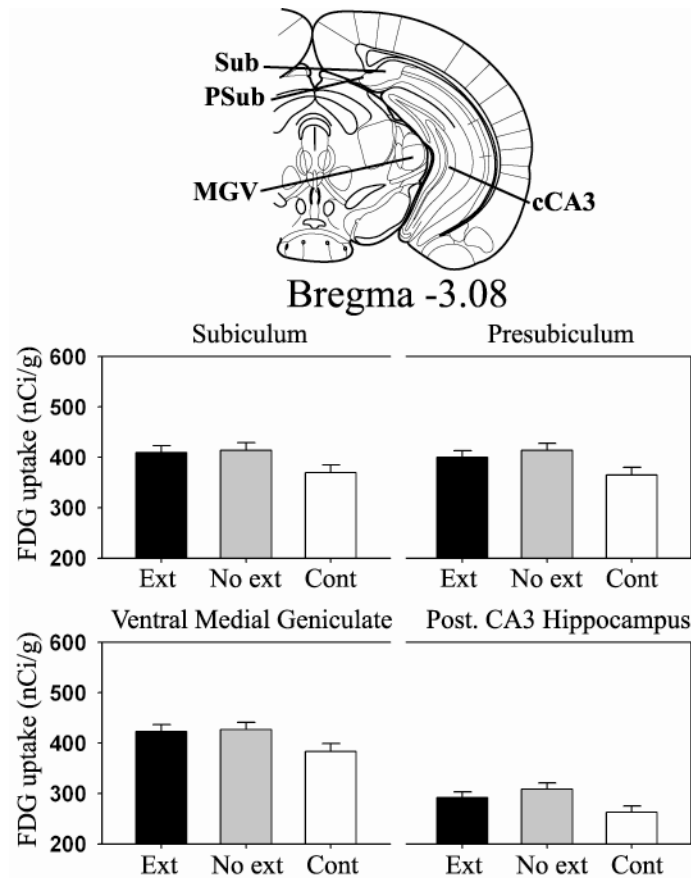 Sub
PSub
MGV
cCA3
Bregma -3.08
Subiculum
Presubiculum
FDG uptake (nCi/g)
600
500
400
300
200
Ext No ext Cont
Ext No ext Cont
Ventral Medial Geniculate
Post. CA3 Hippocampus
FDG uptake (nCi/g)
600
500
400
300
200
Ext No ext Cont
Ext No ext Cont